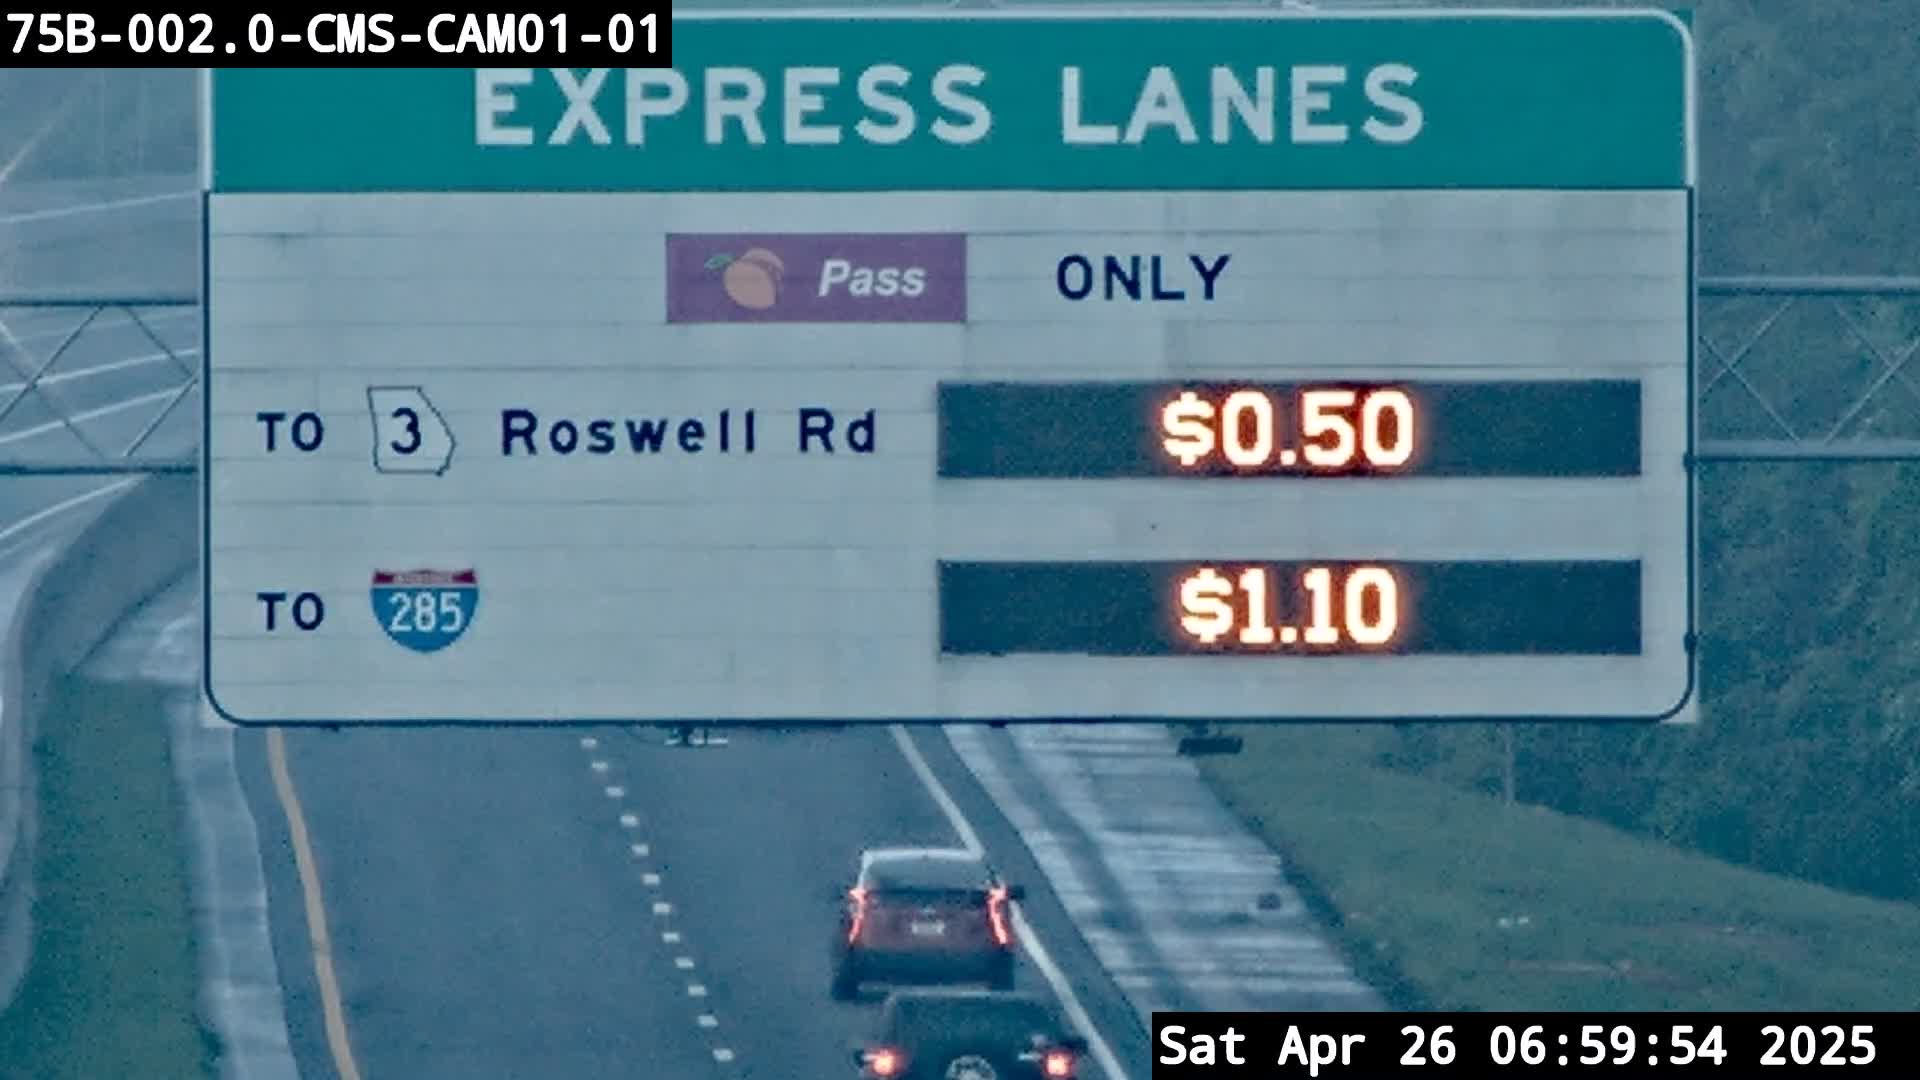 75B-002.0-CMS-CAM01-01
EXPRESS LANES
Pass ONLY
TO 3 Roswell Rd $0.50
TO 285 $1.10
Sat Apr 26 06:59:54 2025